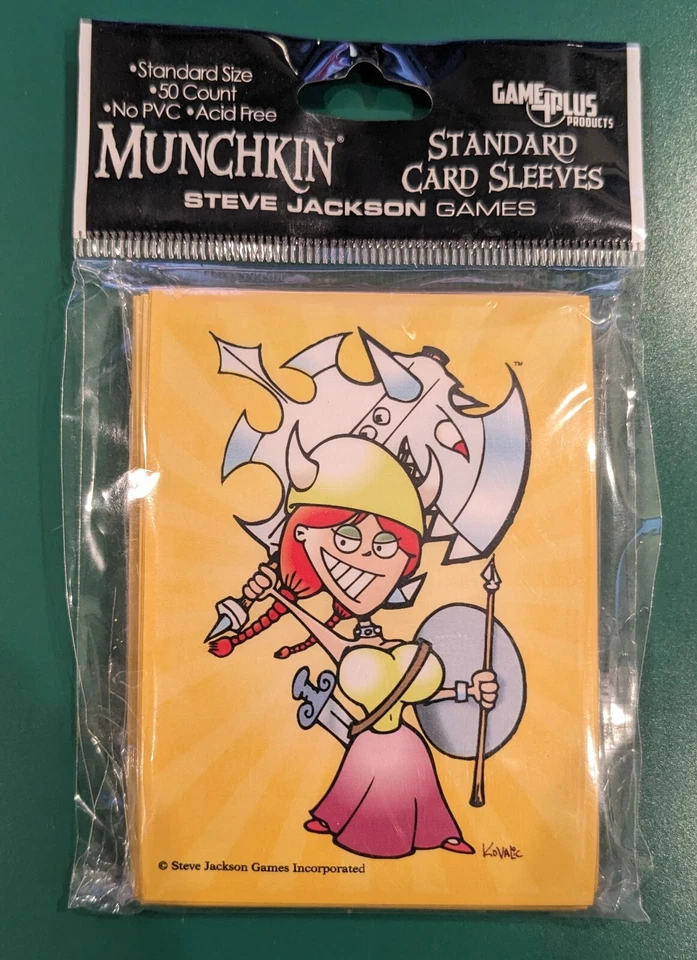 •Standard Size
•50 Count
•No PVC •Acid Free
MUNCHKIN®
GAME PLUS
PRODUCTS
STANDARD
CARD SLEEVES
STEVE JACKSON GAMES
™
© Steve Jackson Games Incorporated
KOVALIC